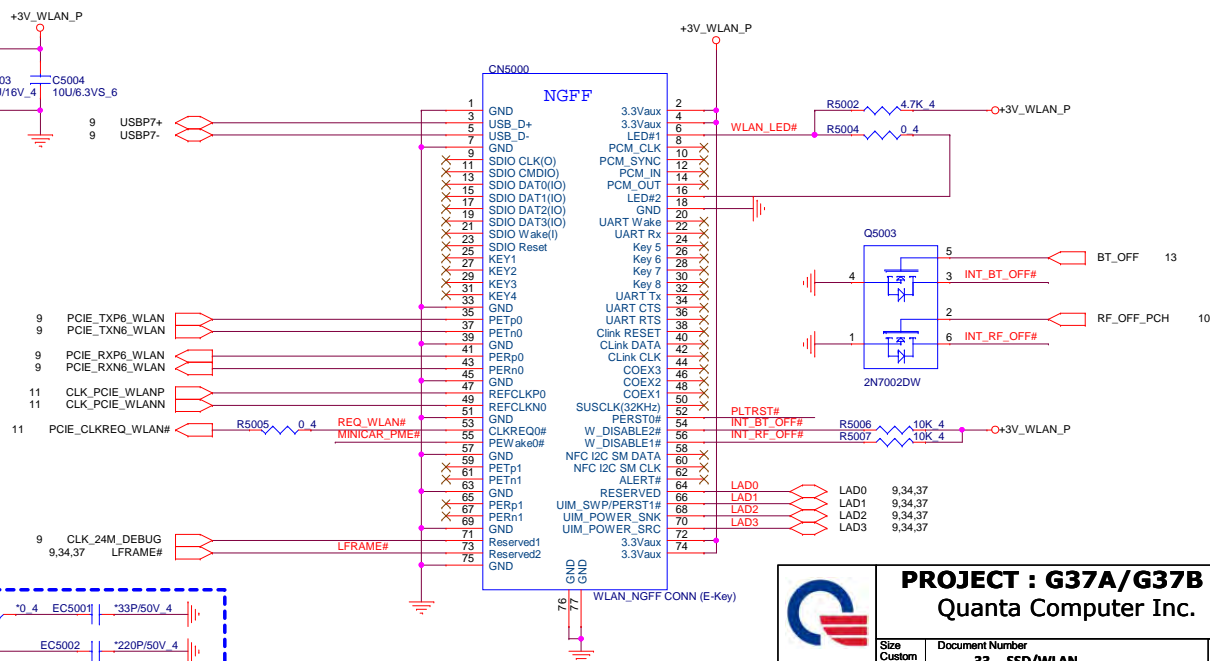 +3V_WLAN_P
03 C5004
U/16V_4 10U/6.3VS_6
+3V_WLAN_P
CN5000
NGFF
9 USBP7+
9 USBP7-
1 GND
3 USB_D+
5 USB_D-
7 GND
9 SDIO CLK(O)
11 SDIO CMDIO)
13 SDIO DAT0(IO)
15 SDIO DAT1(IO)
17 SDIO DAT2(IO)
19 SDIO DAT3(IO)
21 SDIO Wake(I)
23 SDIO Reset
25 KEY1
27 KEY2
29 KEY3
31 KEY4
33 GND
35 PETp0
37 PETn0
39 GND
41 PERp0
43 PERn0
45 GND
47 REFCLKP0
49 REFCLKN0
51 GND
53 CLKREQ0#
55 PEWake0#
57 GND
59 PETp1
61 PETn1
63 GND
65 PERp1
67 PERn1
69 GND
71 Reserved1
73 Reserved2
75 GND
3.3Vaux 2
3.3Vaux 4
LED#1 6
PCM_CLK 8
PCM_SYNC 10
PCM_IN 12
PCM_OUT 14
LED#2 16
GND 18
UART Wake 20
UART Rx 22
Key 5 24
Key 6 26
Key 7 28
Key 8 30
UART Tx 32
UART CTS 34
UART RTS 36
Clink RESET 38
CLink DATA 40
CLink CLK 42
COEX3 44
COEX2 46
COEX1 48
SUSCLK(32KHz) 50
PERST0# 52
W_DISABLE2# 54
W_DISABLE1# 56
NFC I2C SM DATA 58
NFC I2C SM CLK 60
ALERT# 62
RESERVED 64
UIM_SWP/PERST1# 66
UIM_POWER_SNK 68
UIM_POWER_SRC 70
3.3Vaux 72
3.3Vaux 74
GND 76
GND 77
WLAN_NGFF CONN (E-Key)
9 PCIE_TXP6_WLAN
9 PCIE_TXN6_WLAN
9 PCIE_RXP6_WLAN
9 PCIE_RXN6_WLAN
11 CLK_PCIE_WLANP
11 CLK_PCIE_WLANN
11 PCIE_CLKREQ_WLAN# R5005 0_4 REQ_WLAN#
MINICAR_PME#
9 CLK_24M_DEBUG
9,34,37 LFRAME# LFRAME#
WLAN_LED# R5002 4.7K_4 +3V_WLAN_P
R5004 0_4
Q5003
5 BT_OFF 13
4 3 INT_BT_OFF#
2 RF_OFF_PCH 10
1 6 INT_RF_OFF#
2N7002DW
PLTRST#
INT_BT_OFF# R5006 10K_4 +3V_WLAN_P
INT_RF_OFF# R5007 10K_4
LAD0 LAD0 9,34,37
LAD1 LAD1 9,34,37
LAD2 LAD2 9,34,37
LAD3 LAD3 9,34,37
*0_4 EC5001 *33P/50V_4
EC5002 *220P/50V_4
PROJECT : G37A/G37B
Quanta Computer Inc.
Size Document Number
Custom